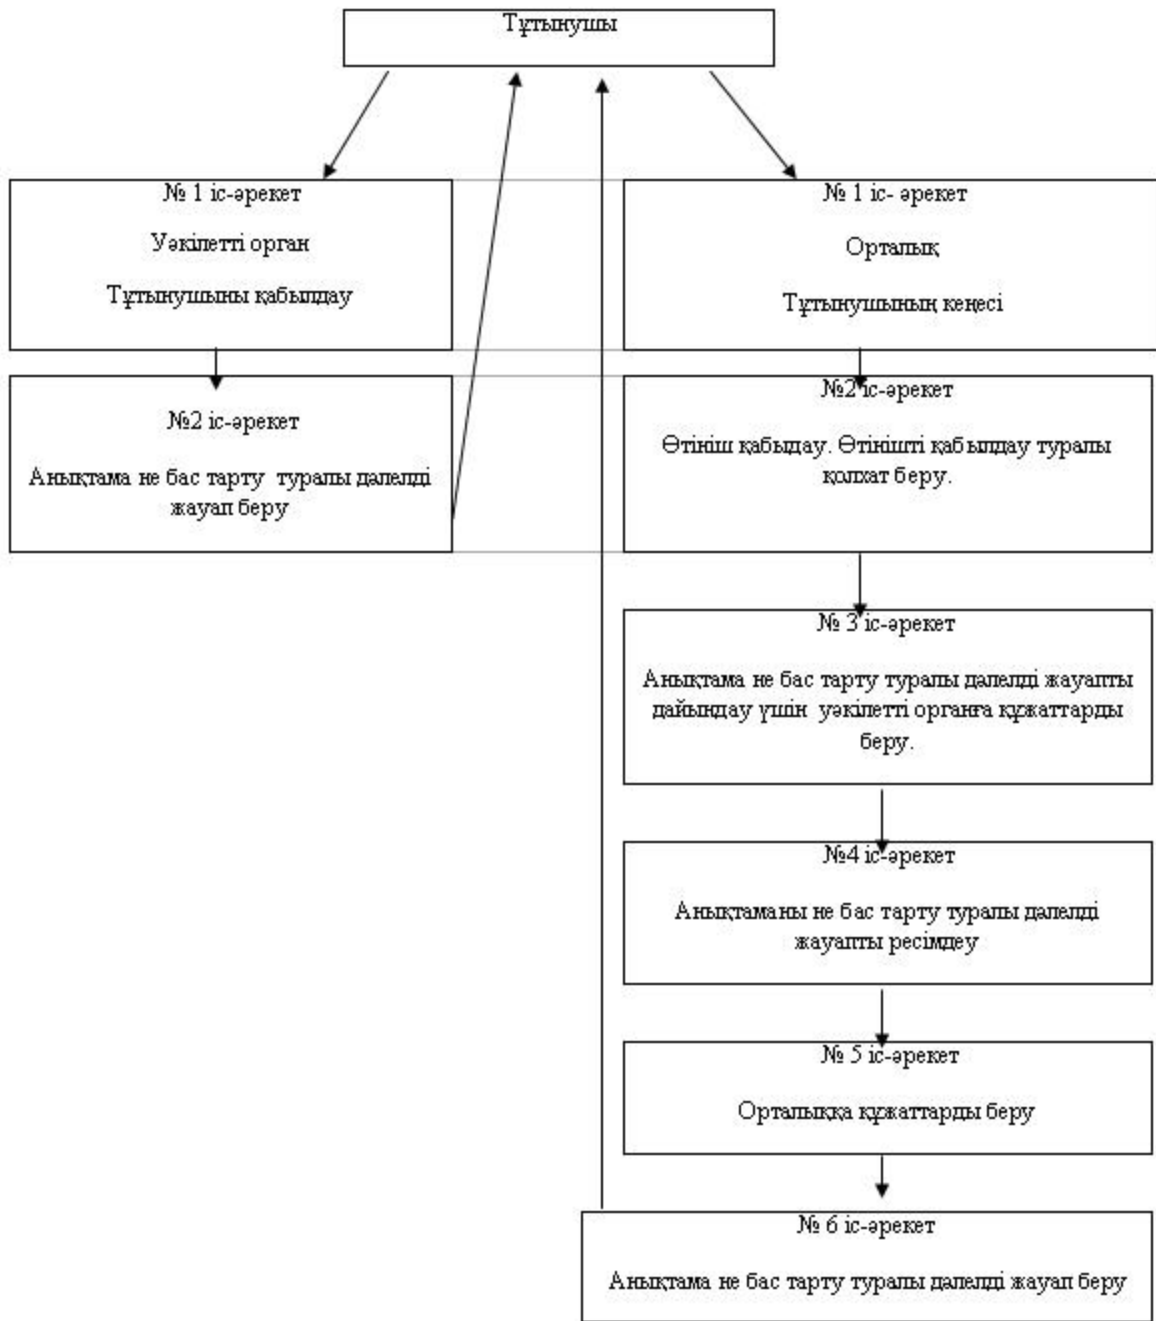 Тұтынушы
№ 1 іс-әрекет
Уәкілетті орган
Тұтынушыны қабылдау
№2 іс-әрекет
Анықтама не бас тарту туралы дәлелді
жауап беру
№ 1 іс- әрекет
Орталық
Тұтынушының кеңесі
№2 іс-әрекет
Өтініш қабыдау. Өтінішті қабылдау туралы
қолхат беру.
№ 3 іс-әрекет
Анықтама не бас тарту туралы дәлелді жауапты
дайындау үшін уәкілетті органға құжаттарды
беру.
№4 іс-әрекет
Анықтаманы не бас тарту туралы дәлелді
жауапты ресімдеу
№ 5 іс-әрекет
Орталыққа құжаттарды беру
№ 6 іс-әрекет
Анықтама не бас тарту туралы дәлелді жауап беру